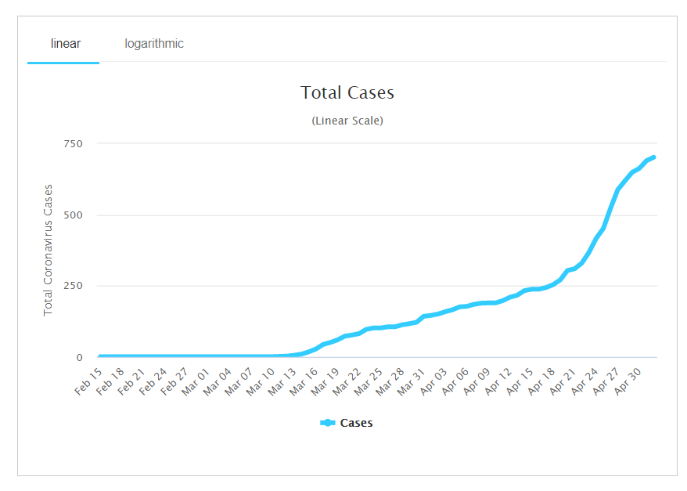 linear logarithmic
Total Cases
(Linear Scale)
Total Coronavirus Cases
750
500
250
0
Feb 15 Feb 18 Feb 21 Feb 24 Feb 27 Mar 01 Mar 04 Mar 07 Mar 10 Mar 13 Mar 16 Mar 19 Mar 22 Mar 25 Mar 28 Mar 31 Apr 03 Apr 06 Apr 09 Apr 12 Apr 15 Apr 18 Apr 21 Apr 24 Apr 27 Apr 30
Cases